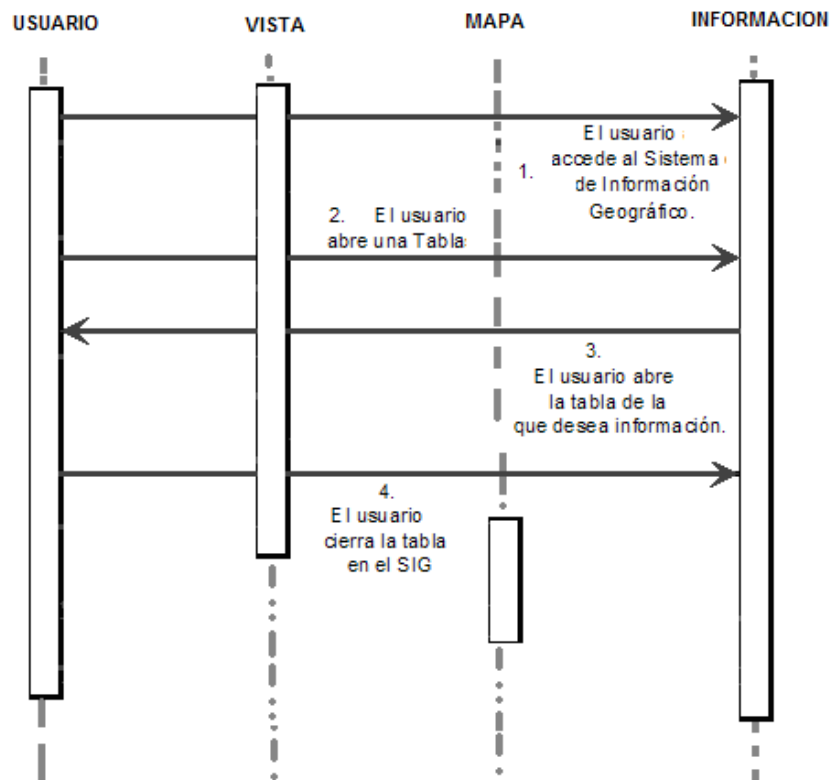 USUARIO VISTA MAPA INFORMACION
El usuario
1. accede al Sistema
de Información
Geográfico.
2. El usuario
abre una Tabla
3.
El usuario abre
la tabla de la
que desea información.
4.
El usuario
cierra la tabla
en el SIG